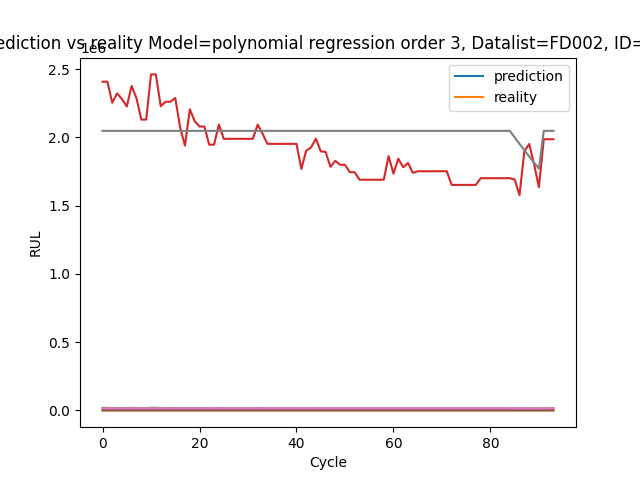 ediction vs reality Model=polynomial regression order 3, Datalist=FD002, ID=
1e6
prediction
reality
2.5
2.0
1.5
1.0
0.5
0.0
RUL
0 20 40 60 80
Cycle